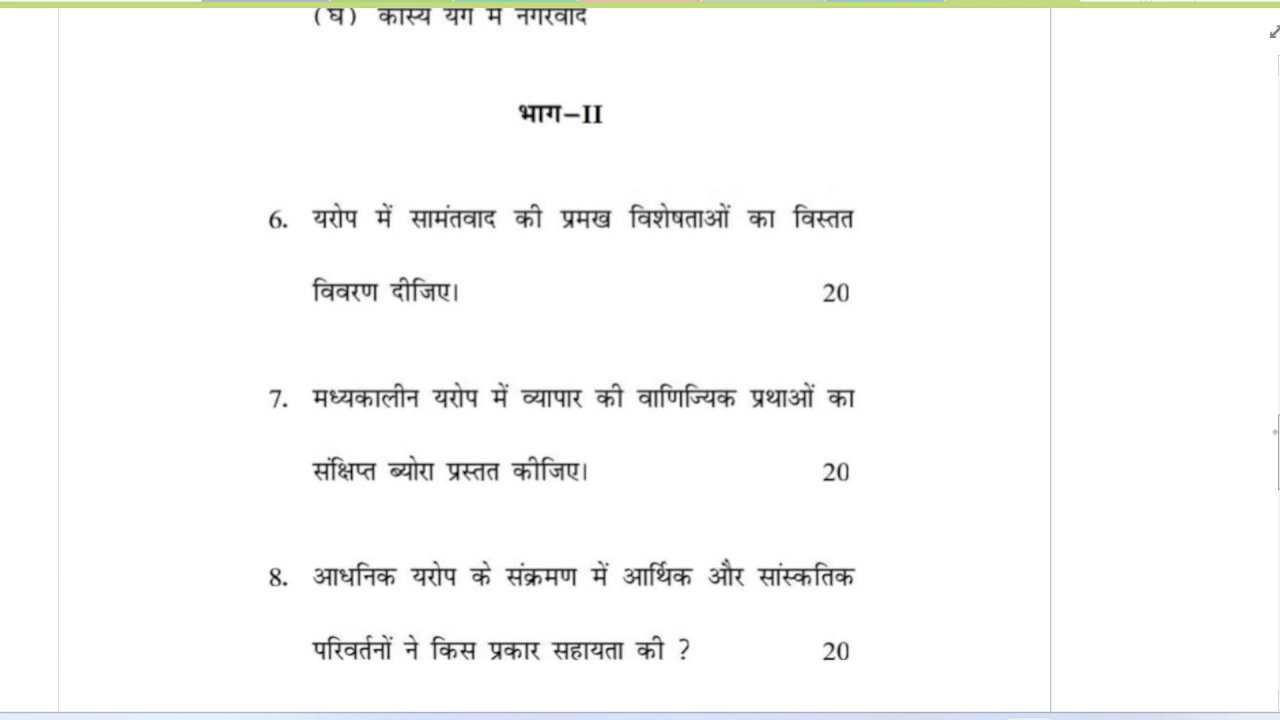 (घ) कांस्य यग में नगरवाद
भाग–II
6. यरोप में सामंतवाद की प्रमख विशेषताओं का विस्तत
विवरण दीजिए। 20
7. मध्यकालीन यरोप में व्यापार की वाणिज्यिक प्रथाओं का
संक्षिप्त ब्योरा प्रस्तत कीजिए। 20
8. आधनिक यरोप के संक्रमण में आर्थिक और सांस्कतिक
परिवर्तनों ने किस प्रकार सहायता की ? 20